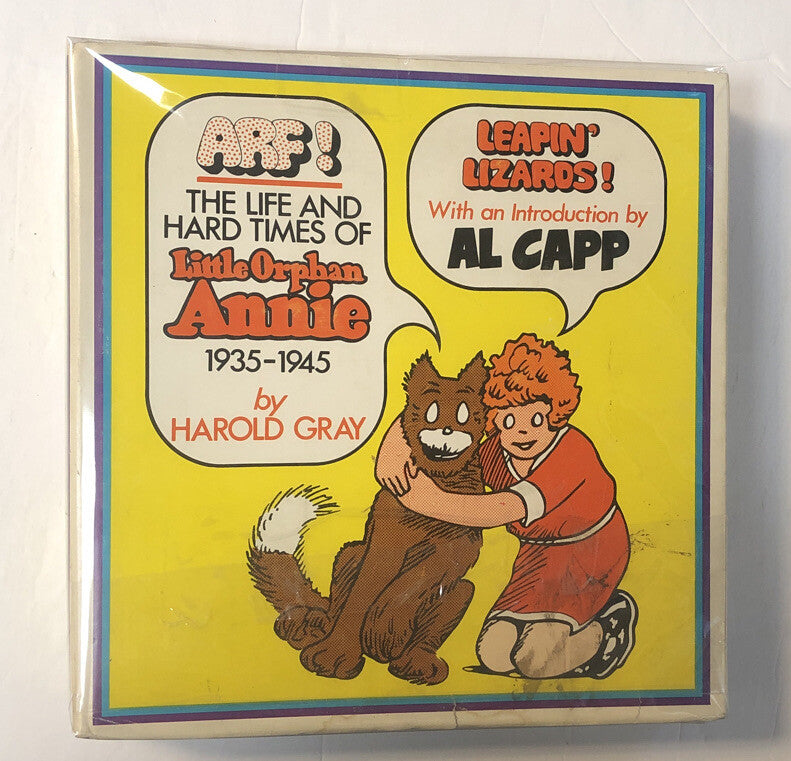 ARF!
THE LIFE AND
HARD TIMES OF
Little Orphan
Annie
1935-1945
by
HAROLD GRAY
LEAPIN'
LIZARDS!
With an Introduction by
AL CAPP